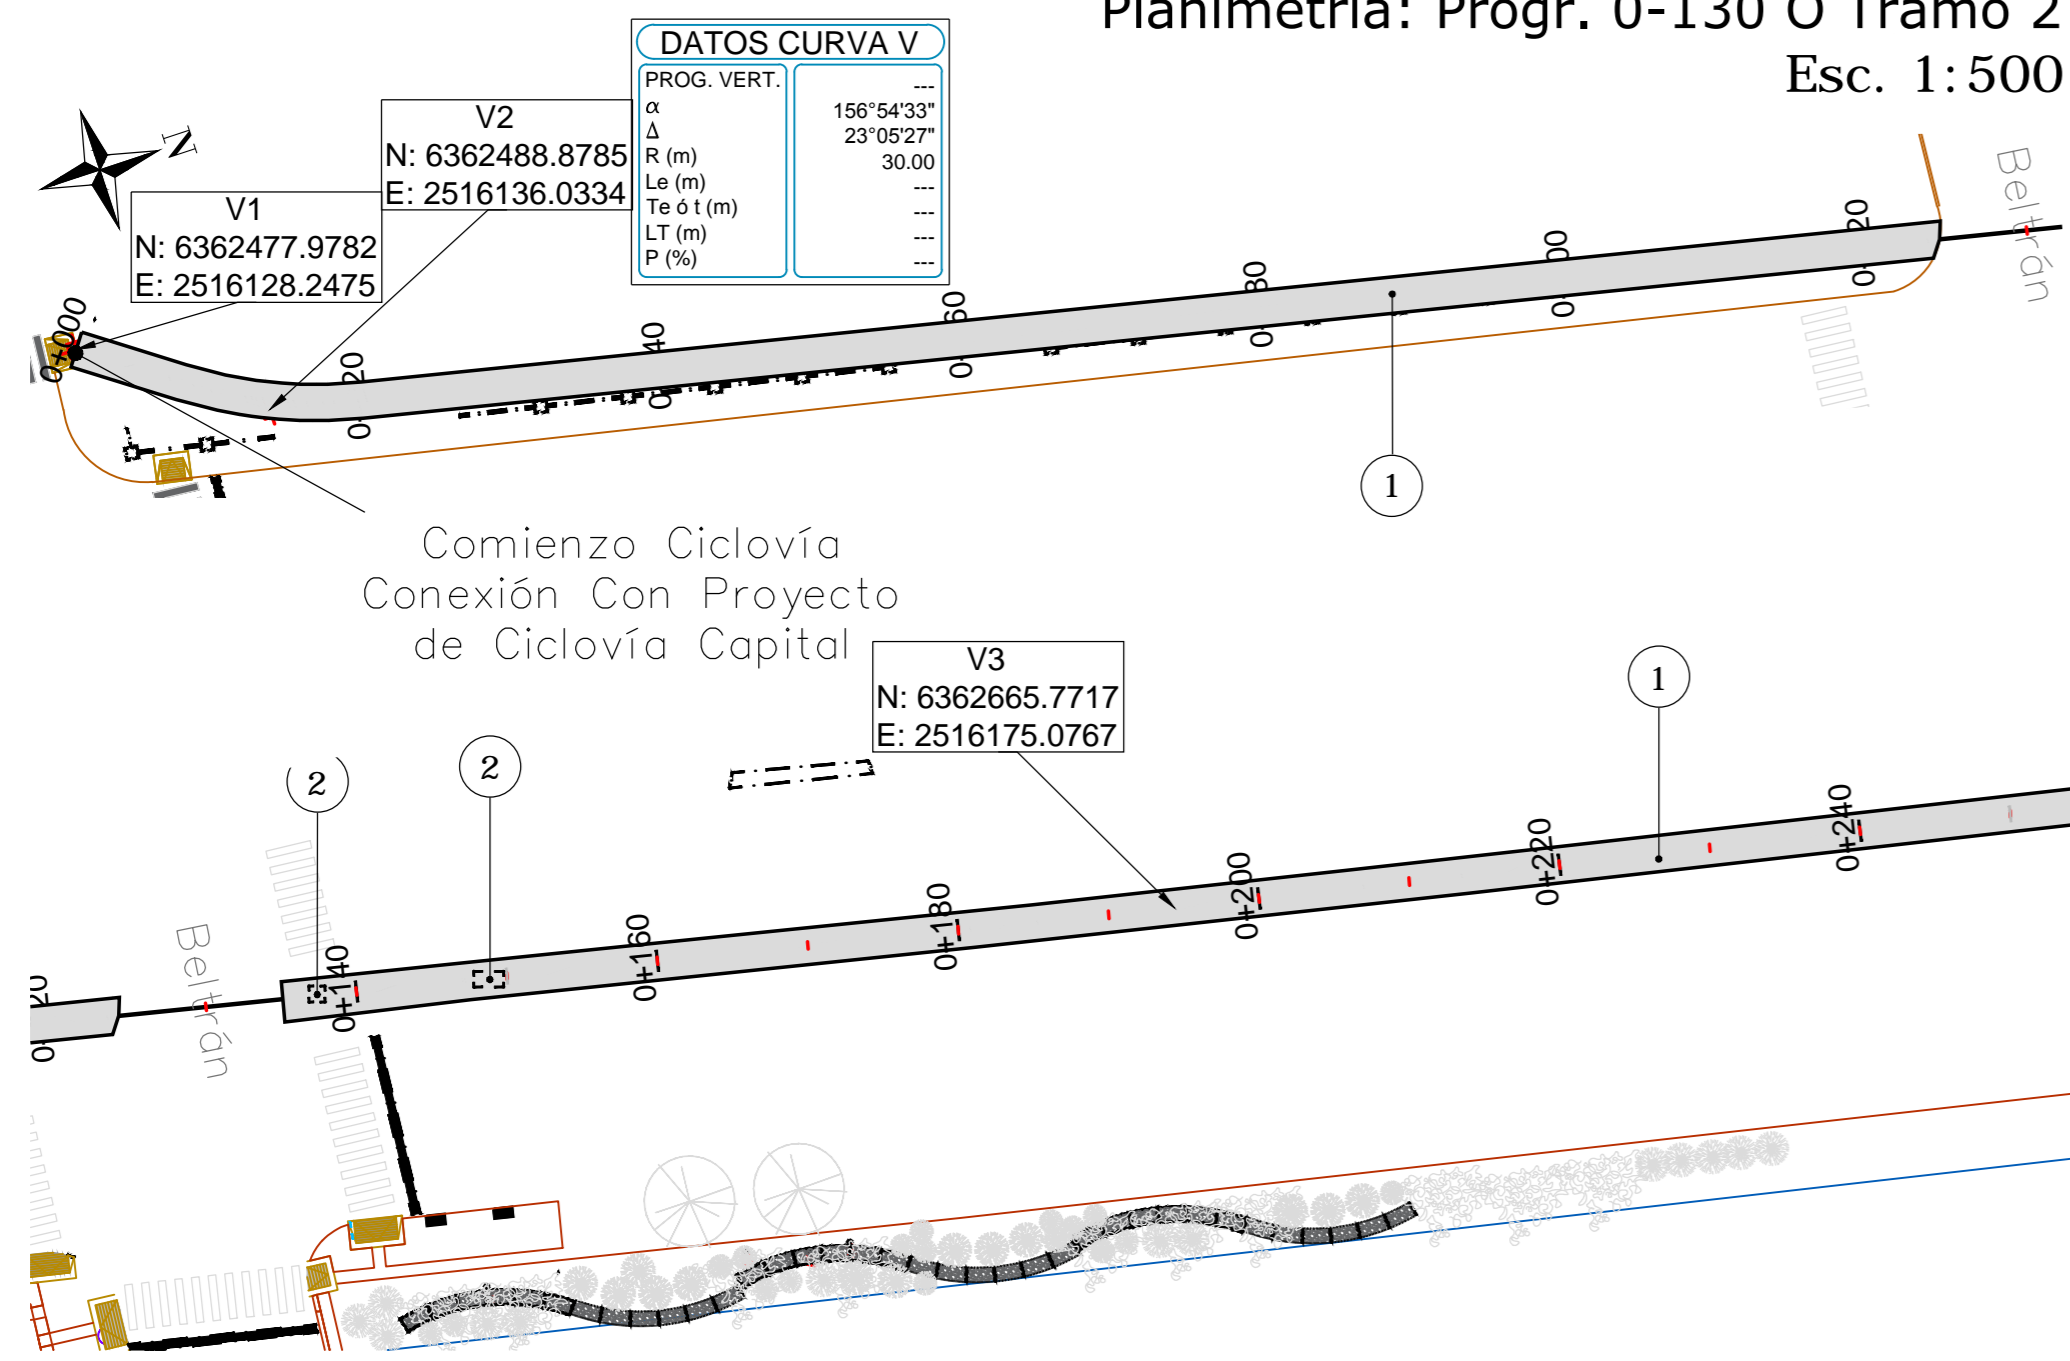 Planimetría: Progr. 0-130 O Tramo 2
Esc. 1:500
DATOS CURVA V
PROG. VERT. ---
α 156°54'33"
Δ 23°05'27"
R (m) 30.00
Le (m) ---
Te ó t (m) ---
LT (m) ---
P (%) ---
V2
N: 6362488.8785
E: 2516136.0334
N
V1
N: 6362477.9782
E: 2516128.2475
Beltrán
0+000
20
40
60
80
00
20
1
Comienzo Ciclovía
Conexión Con Proyecto
de Ciclovía Capital
V3
N: 6362665.7717
E: 2516175.0767
1
2
2
Beltrán
20
0+140
0+160
0+180
0+200
0+220
0+240